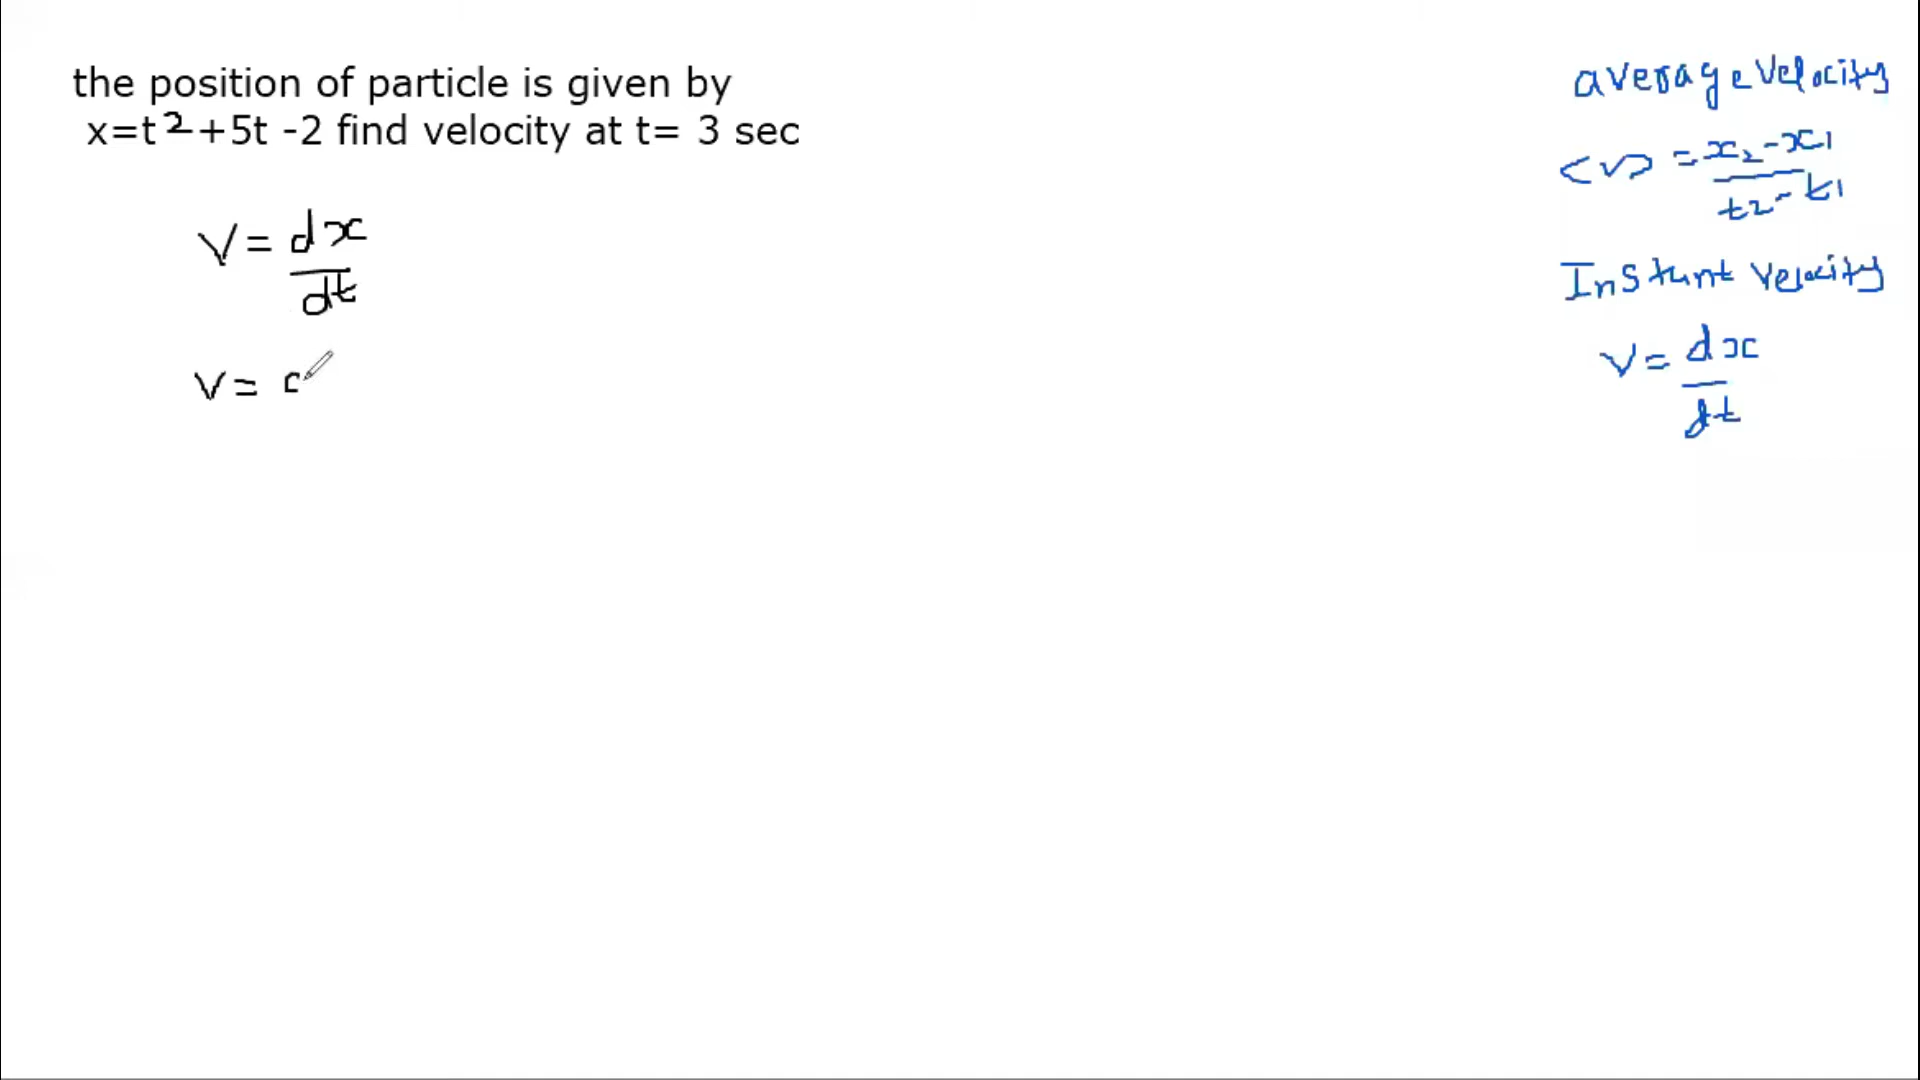 the position of particle is given by
x=t²+5t -2 find velocity at t= 3 sec
V = dx
dt
V =
average velocity
<v> = x₂-x₁
t₂-t₁
Instunt velocity
V = dx
dt